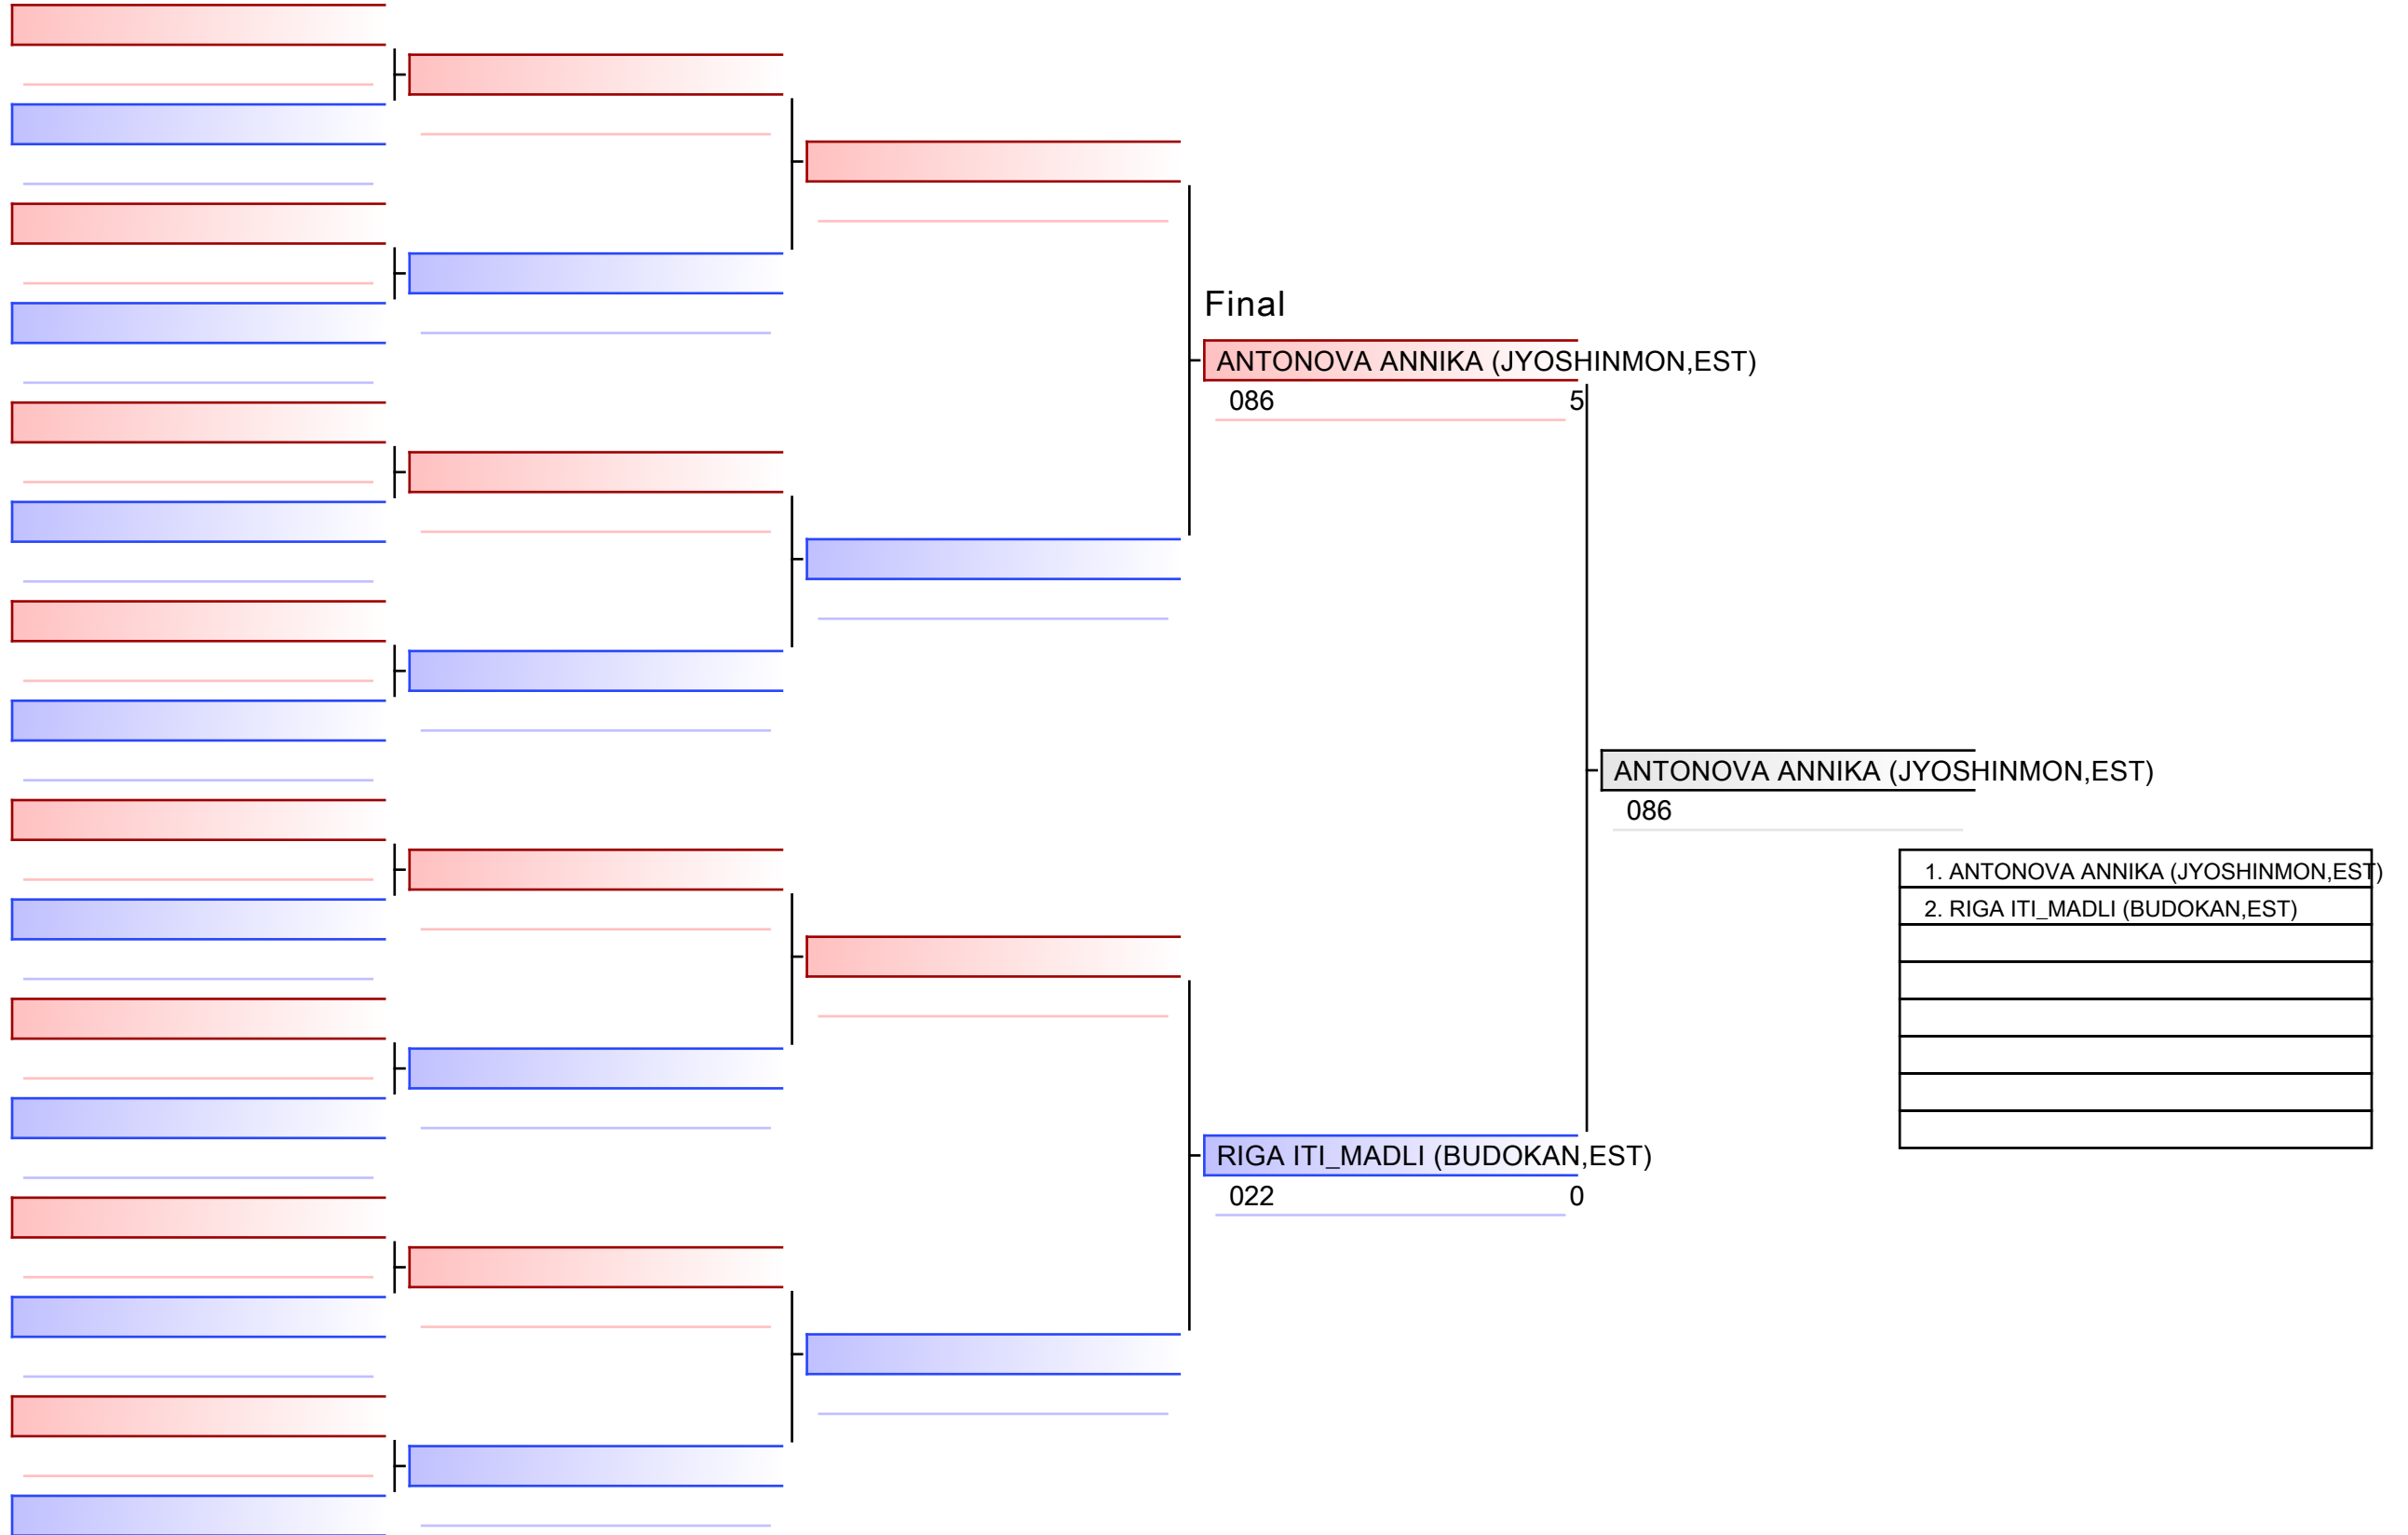 Final
ANTONOVA ANNIKA (JYOSHINMON,EST)
086 5
ANTONOVA ANNIKA (JYOSHINMON,EST)
086
1. ANTONOVA ANNIKA (JYOSHINMON,EST)
2. RIGA ITI_MADLI (BUDOKAN,EST)
RIGA ITI_MADLI (BUDOKAN,EST)
022 0